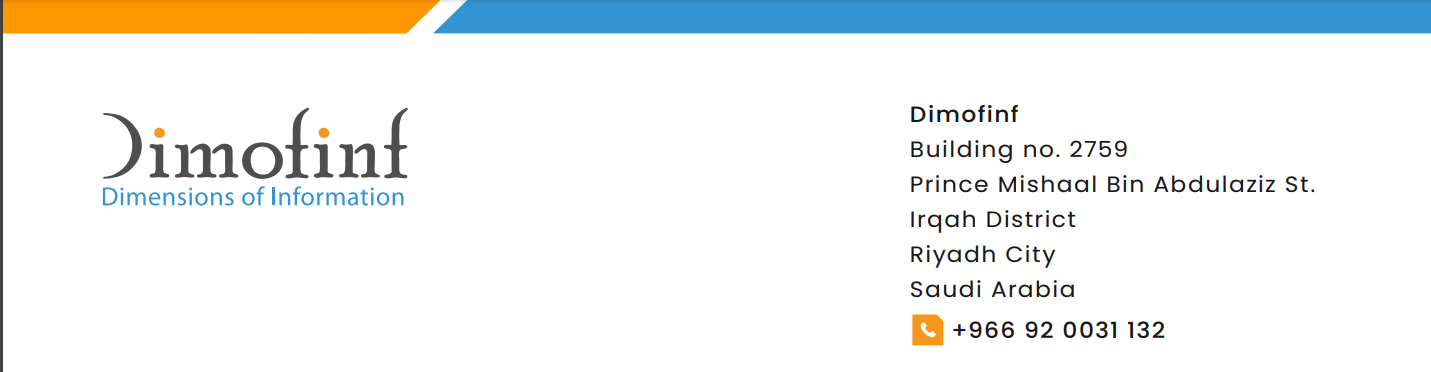 Dimofinf
Dimensions of Information
Dimofinf
Building no. 2759
Prince Mishaal Bin Abdulaziz St.
Irqah District
Riyadh City
Saudi Arabia
+966 92 0031 132